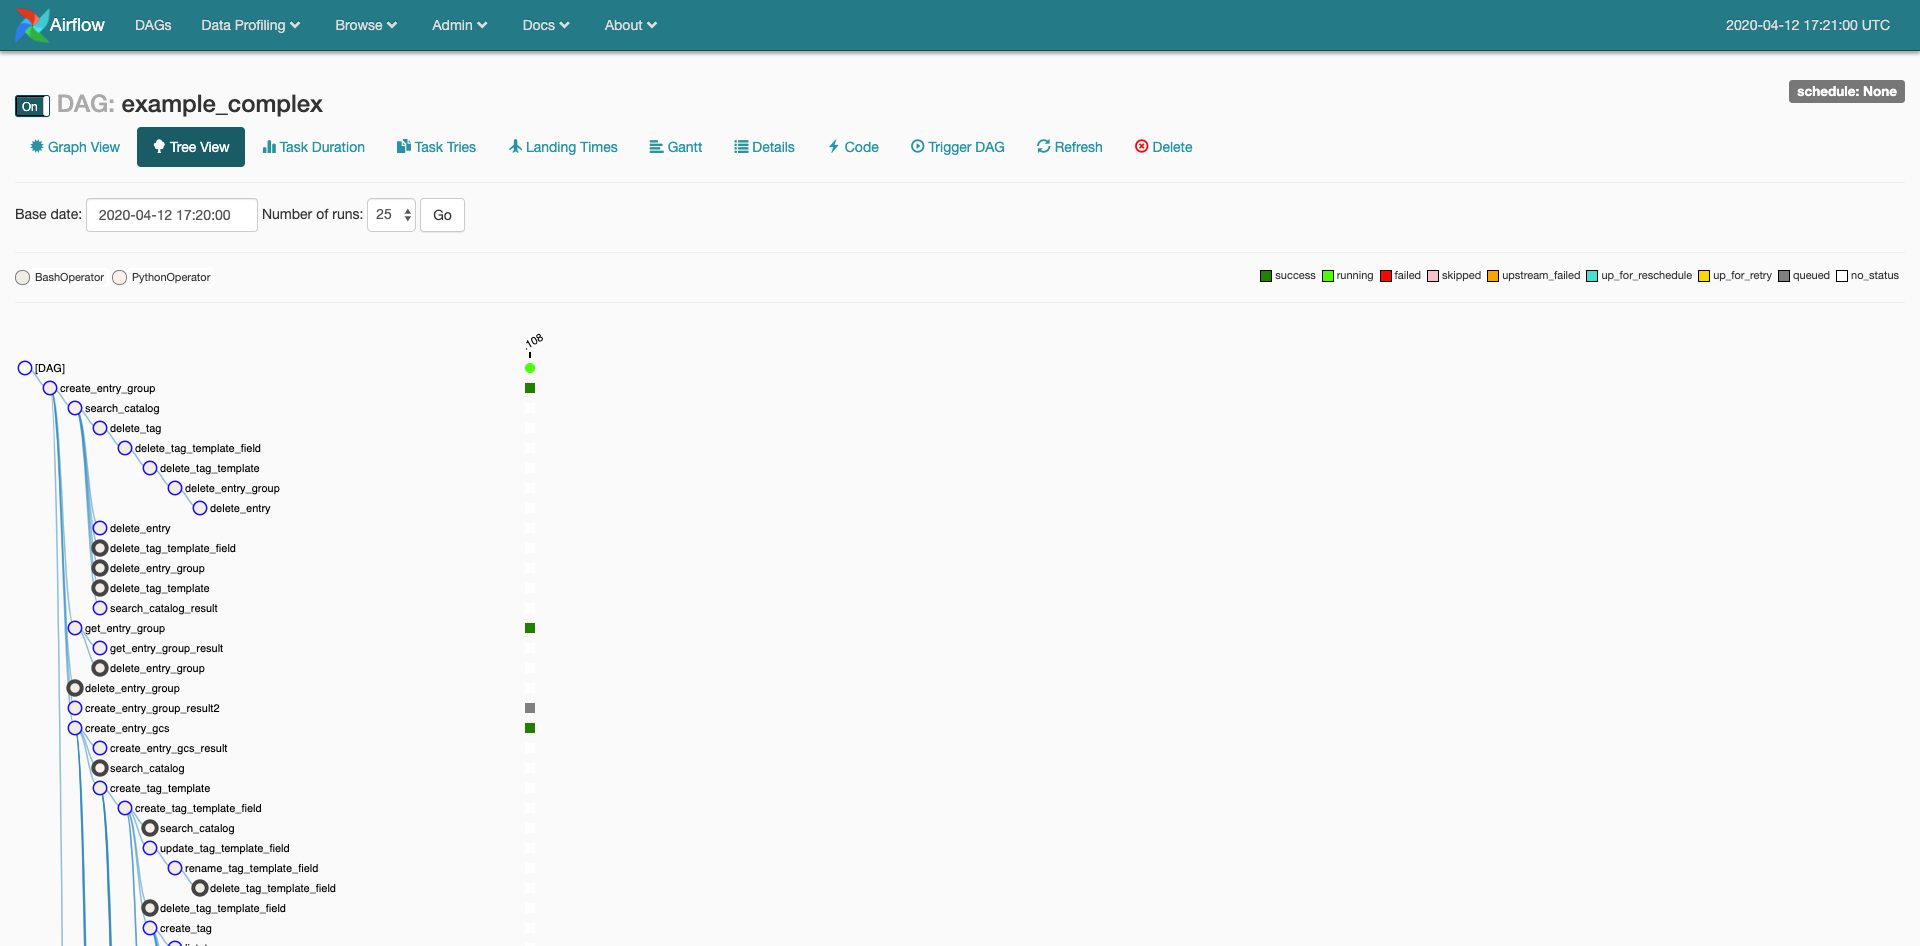 Airflow DAGs Data Profiling Browse Admin Docs About 2020-04-12 17:21:00 UTC
On DAG: example_complex schedule: None
Graph View Tree View Task Duration Task Tries Landing Times Gantt Details Code Trigger DAG Refresh Delete
Base date: 2020-04-12 17:20:00 Number of runs: 25 Go
BashOperator PythonOperator success running failed skipped upstream_failed up_for_reschedule up_for_retry queued no_status
.108
[DAG]
create_entry_group
search_catalog
delete_tag
delete_tag_template_field
delete_tag_template
delete_entry_group
delete_entry
delete_entry
delete_tag_template_field
delete_entry_group
delete_tag_template
search_catalog_result
get_entry_group
get_entry_group_result
delete_entry_group
delete_entry_group
create_entry_group_result2
create_entry_gcs
create_entry_gcs_result
search_catalog
create_tag_template
create_tag_template_field
search_catalog
update_tag_template_field
rename_tag_template_field
delete_tag_template_field
delete_tag_template_field
create_tag